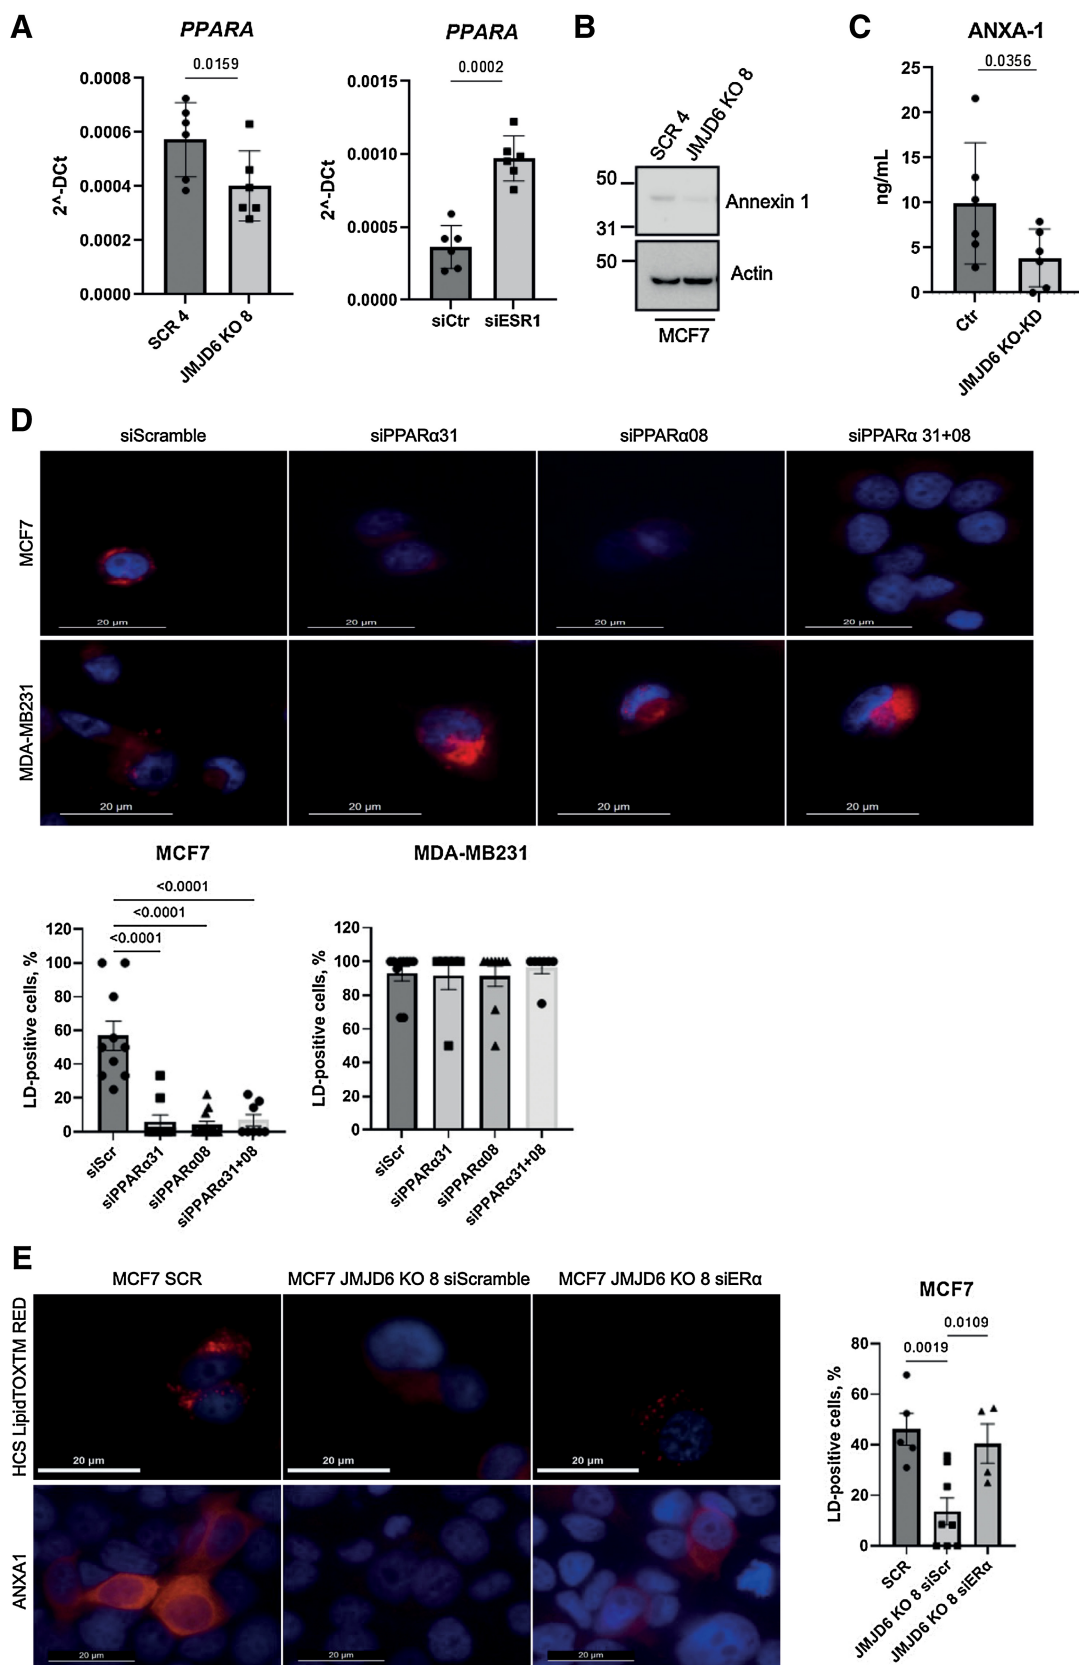 A
PPARA
0.0159
2^-DCt
0.0008
0.0006
0.0004
0.0002
0.0000
SCR 4
JMJD6 KO 8
PPARA
0.0002
2^-DCt
0.0015
0.0010
0.0005
0.0000
siCtr
siESR1
B
SCR 4
JMJD6 KO 8
50
31
Annexin 1
50
Actin
MCF7
C
ANXA-1
0.0356
ng/mL
25
20
15
10
5
0
Ctr
JMJD6 KO-KD
D
siScramble
siPPARα31
siPPARα08
siPPARα 31+08
MCF7
20 µm
20 µm
20 µm
20 µm
MDA-MB231
20 µm
20 µm
20 µm
20 µm
MCF7
<0.0001
<0.0001
<0.0001
LD-positive cells, %
120
100
80
60
40
20
0
siScr
siPPARα31
siPPARα08
siPPARα31+08
MDA-MB231
LD-positive cells, %
120
100
80
60
40
20
0
siScr
siPPARα31
siPPARα08
siPPARα31+08
E
MCF7 SCR
MCF7 JMJD6 KO 8 siScramble
MCF7 JMJD6 KO 8 siERα
HCS LipidTOXTM RED
20 µm
20 µm
20 µm
ANXA1
20 µm
20 µm
20 µm
MCF7
0.0109
0.0019
LD-positive cells, %
80
60
40
20
0
SCR
JMJD6 KO 8 siScr
JMJD6 KO 8 siERα